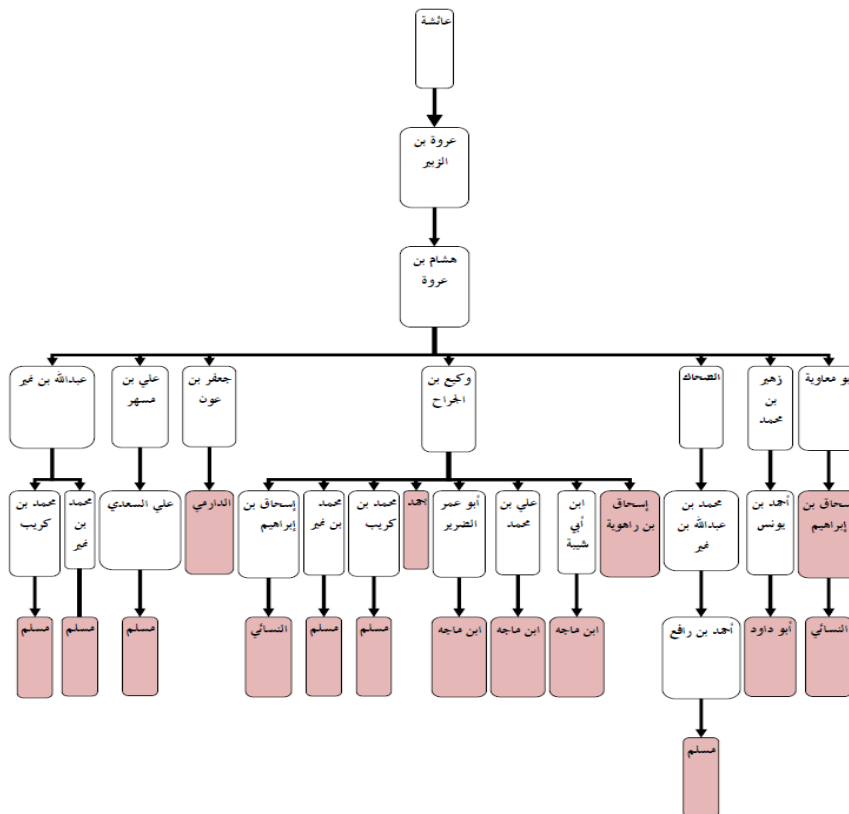 عائشة
عروة بن
الزبير
هشام بن
عروة
عبدالله بن نمير
علي بن
مسهر
جعفر بن
عون
وكيع بن
الجراح
الضحاك
زهير
بن
محمد
بو معاوية
محمد بن
كريب
محمد
بن
نمير
علي السعدي
الدارمي
إسحاق بن
إبراهيم
محمد
بن نمير
محمد بن
كريب
أحمد
أبو عمر
الضرير
علي بن
محمد
ابن
أبي
شيبة
إسحاق
بن راهوية
محمد بن
عبدالله بن
نمير
أحمد بن
يونس
سحاق بن
إبراهيم
مسلم
مسلم
مسلم
النسائي
مسلم
مسلم
ابن ماجه
ابن ماجه
ابن ماجه
أحمد بن رافع
أبو داود
النسائي
مسلم